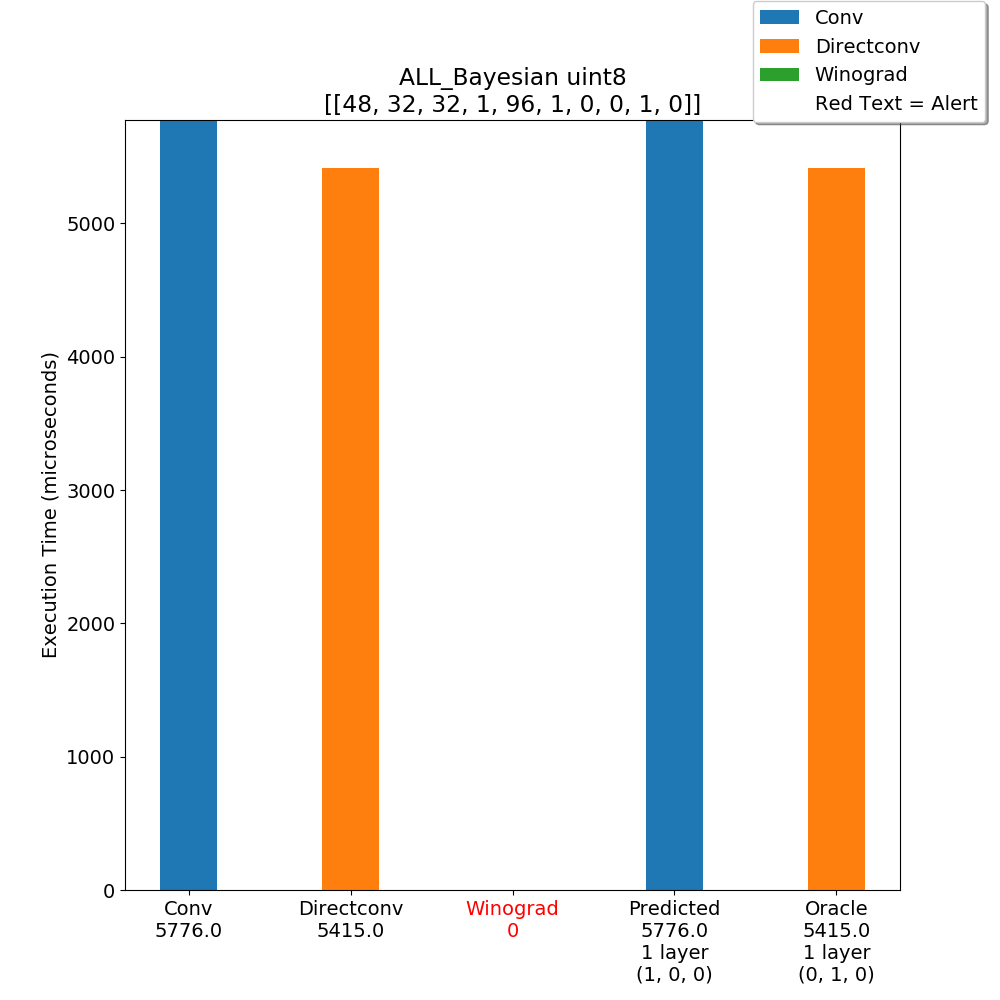 Conv
Directconv
Winograd
Red Text = Alert
ALL_Bayesian uint8
[[48, 32, 32, 1, 96, 1, 0, 0, 1, 0]]
Execution Time (microseconds)
5000
4000
3000
2000
1000
0
Conv
5776.0
Directconv
5415.0
Winograd
0
Predicted
5776.0
1 layer
(1, 0, 0)
Oracle
5415.0
1 layer
(0, 1, 0)